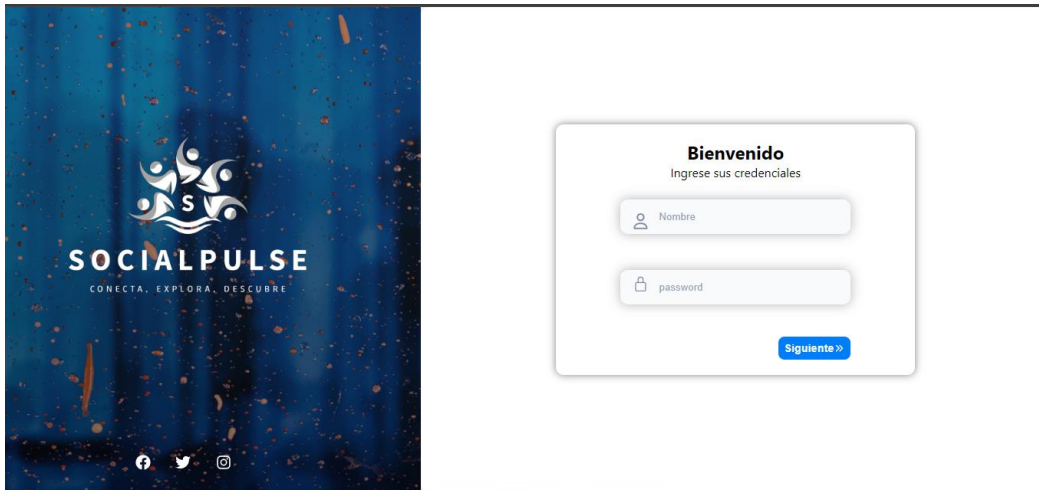 S
SOCIALPULSE
CONECTA, EXPLORA, DESCUBRE
Bienvenido
Ingrese sus credenciales
Nombre
password
Siguiente»